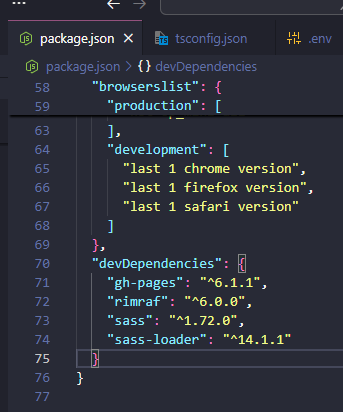 package.json
tsconfig.json
.env
package.json > {} devDependencies
58 "browserslist": {
59 "production": [
63 ],
64 "development": [
65 "last 1 chrome version",
66 "last 1 firefox version",
67 "last 1 safari version"
68 ]
69 },
70 "devDependencies": {
71 "gh-pages": "^6.1.1",
72 "rimraf": "^6.0.0",
73 "sass": "^1.72.0",
74 "sass-loader": "^14.1.1"
75 }
76 }
77